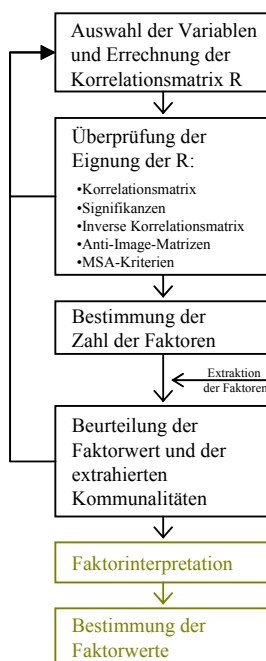 Auswahl der Variablen
und Errechnung der
Korrelationsmatrix R
Überprüfung der
Eignung der R:
•Korrelationsmatrix
•Signifikanzen
•Inverse Korrelationsmatrix
•Anti-Image-Matrizen
•MSA-Kriterien
Bestimmung der
Zahl der Faktoren
Extraktion
der Faktoren
Beurteilung der
Faktorwert und der
extrahierten
Kommunalitäten
Faktorinterpretation
Bestimmung der
Faktorwerte